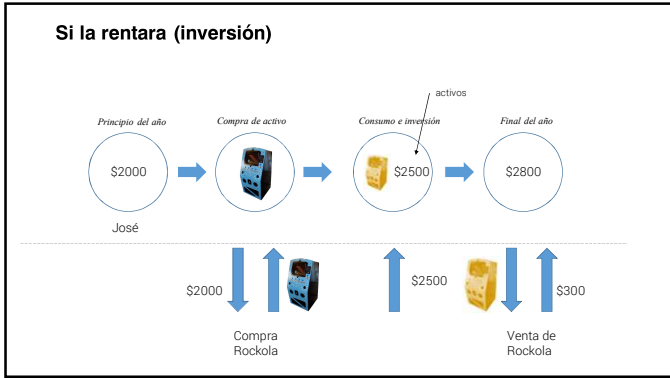 Si la rentara (inversión)
activos
Principio del año
Compra de activo
Consumo e inversión
Final del año
$2000
$2500
$2800
José
$2000
$2500
$300
Compra
Rockola
Venta de
Rockola